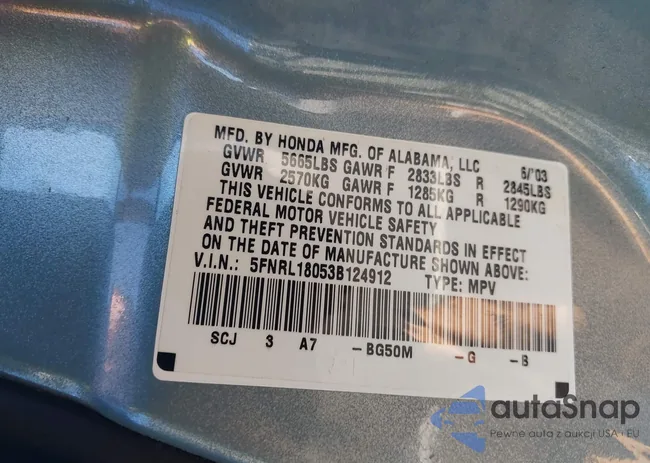 MFD. BY HONDA MFG. OF ALABAMA, LLC 6/'03
GVWR 5665LBS GAWR F 2833LBS R 2845LBS
GVWR 2570KG GAWR F 1285KG R 1290KG
THIS VEHICLE CONFORMS TO ALL APPLICABLE
FEDERAL MOTOR VEHICLE SAFETY
AND THEFT PREVENTION STANDARDS IN EFFECT
ON THE DATE OF MANUFACTURE SHOWN ABOVE:
V.I.N.: 5FNRL18053B124912 TYPE: MPV
SCJ 3 A7 -BG50M -G -B
autaSnap
Pewne auta z aukcji USA i EU